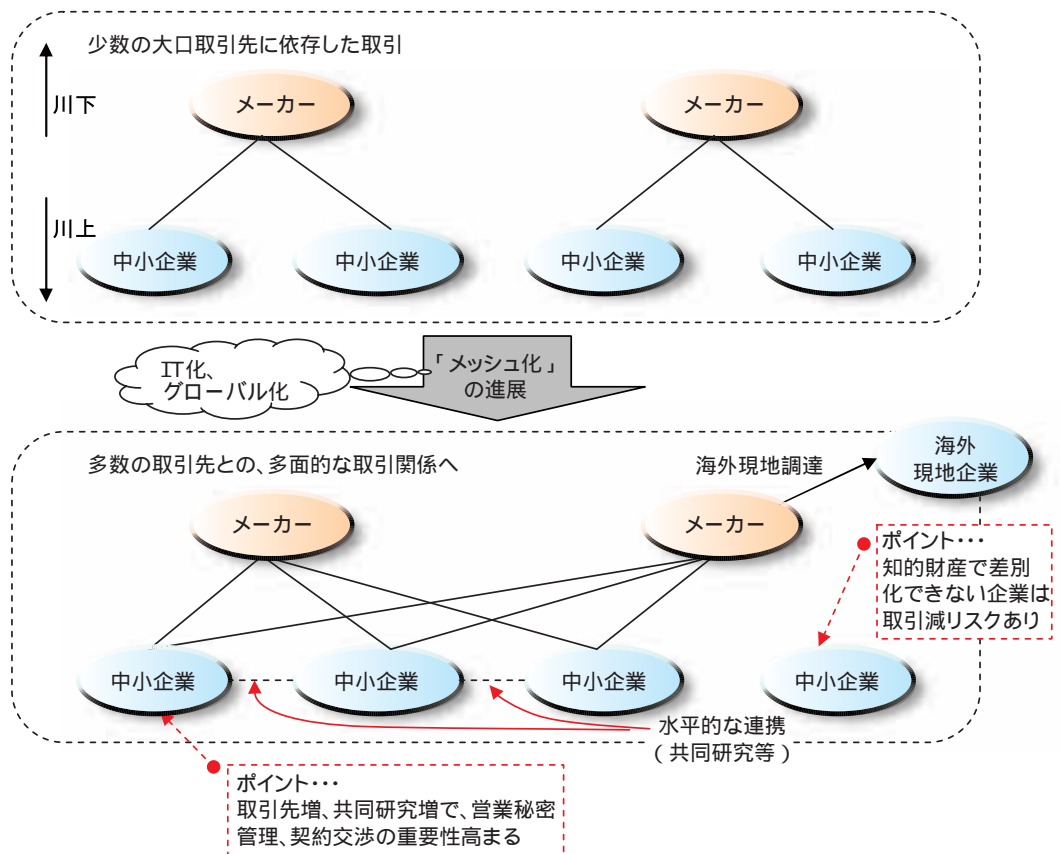 少数の大口取引先に依存した取引
川下
メーカー
メーカー
川上
中小企業
中小企業
中小企業
中小企業
IT化、
グローバル化
「メッシュ化」
の進展
多数の取引先との、多面的な取引関係へ
海外現地調達
海外
現地企業
メーカー
メーカー
ポイント・・・
知的財産で差別
化できない企業は
取引減リスクあり
中小企業
中小企業
中小企業
中小企業
水平的な連携
(共同研究等)
ポイント・・・
取引先増、共同研究増で、営業秘密
管理、契約交渉の重要性高まる